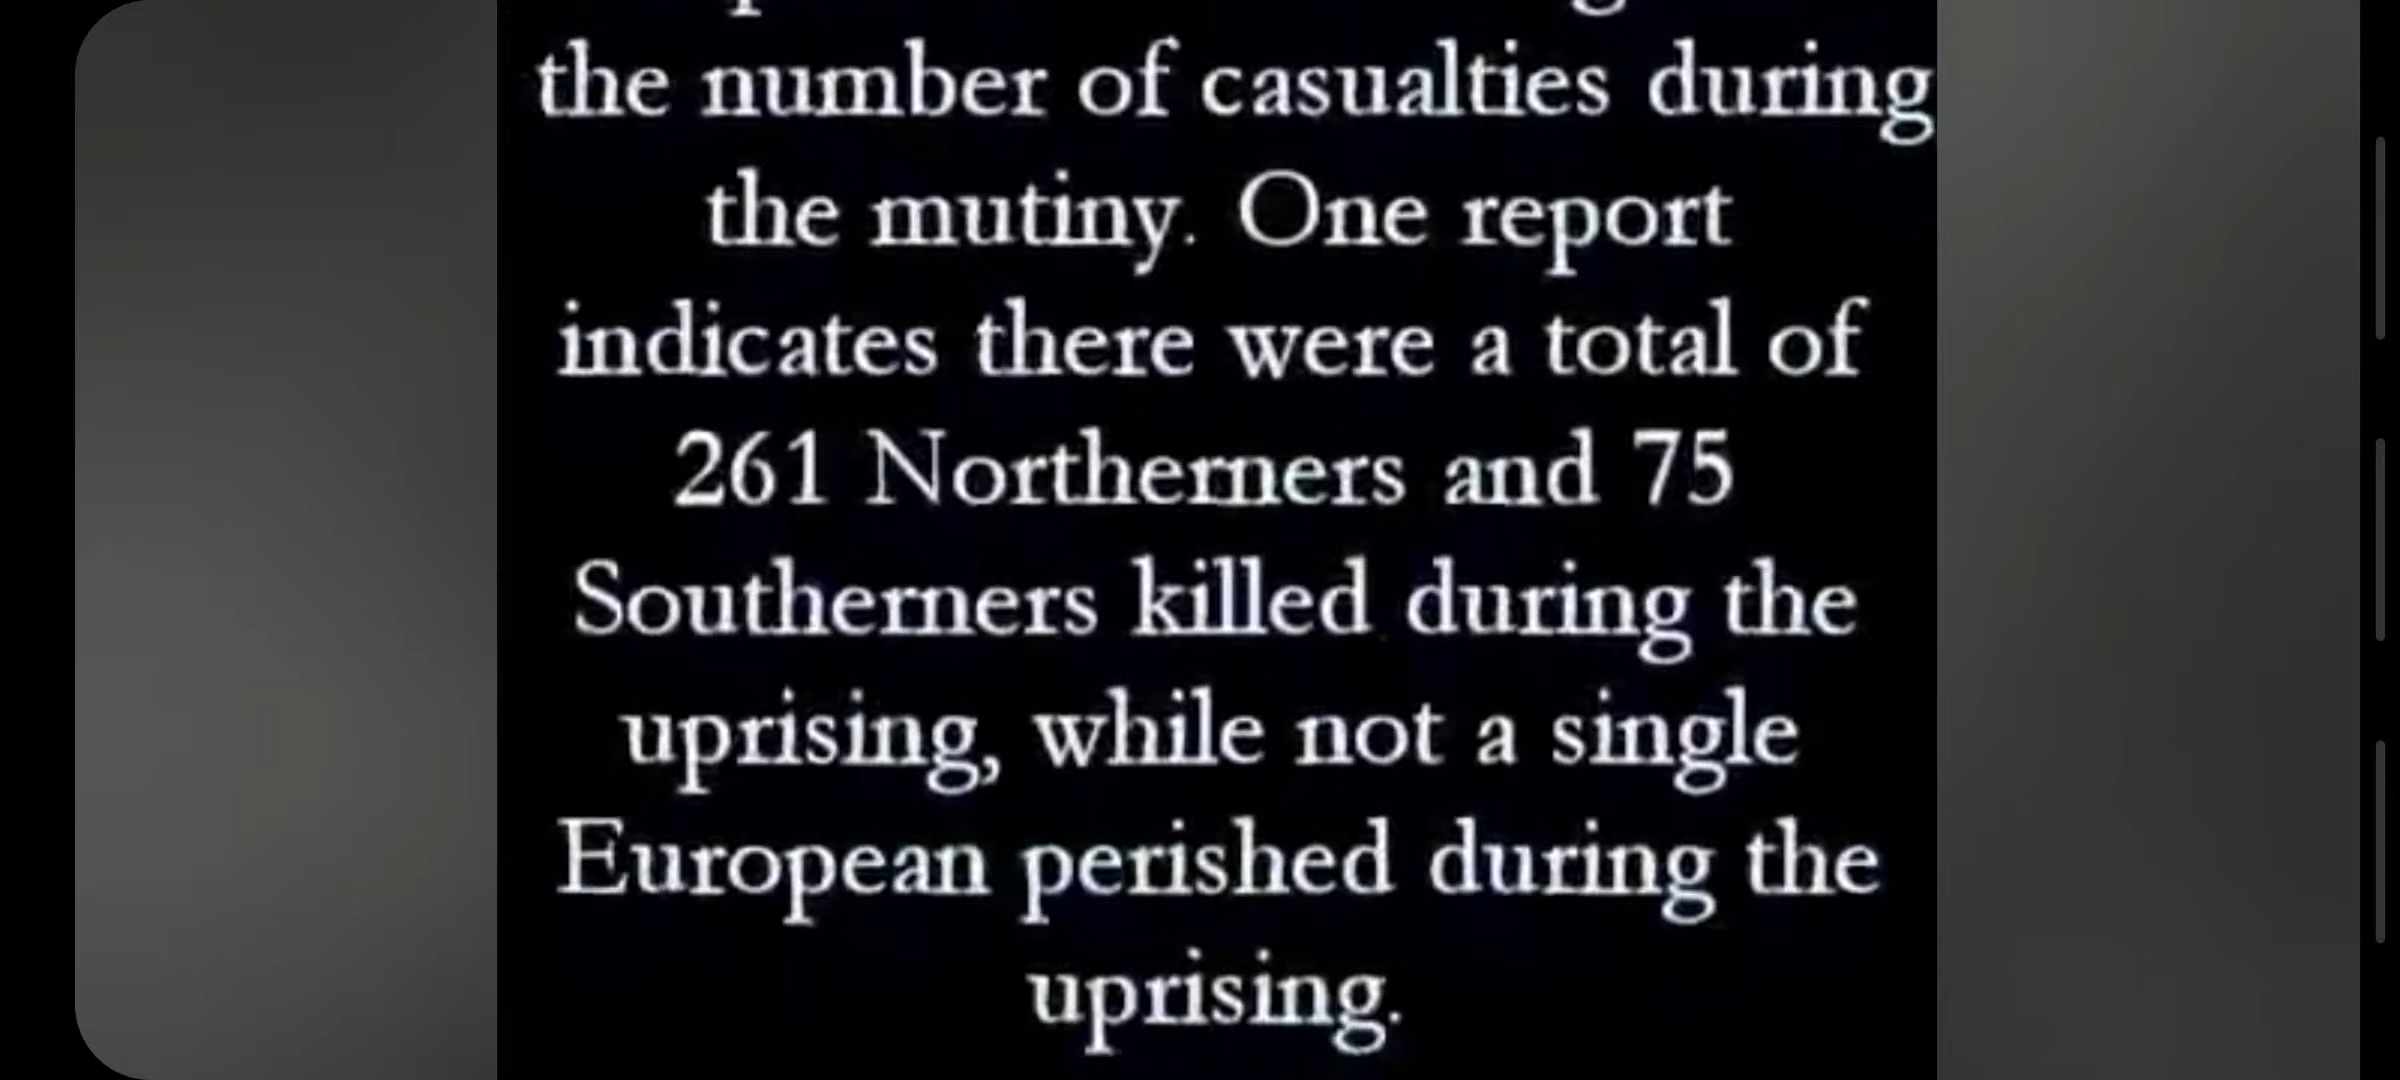 the number of casualties during
the mutiny. One report
indicates there were a total of
261 Northerners and 75
Southerners killed during the
uprising, while not a single
European perished during the
uprising.